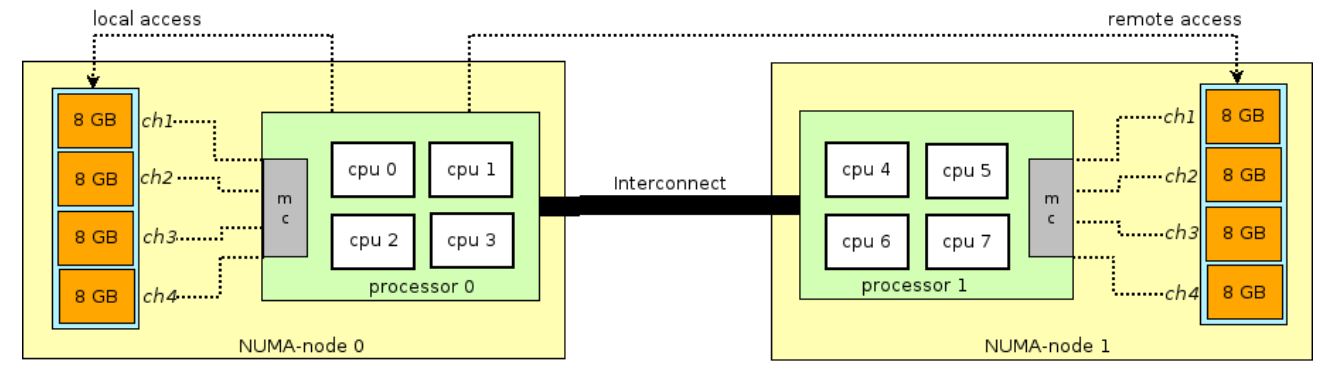 local access
remote access
8 GB
ch1
8 GB
ch2
8 GB
ch3
8 GB
ch4
m
c
cpu 0
cpu 1
cpu 2
cpu 3
processor 0
NUMA-node 0
Interconnect
cpu 4
cpu 5
cpu 6
cpu 7
processor 1
m
c
ch1
8 GB
ch2
8 GB
ch3
8 GB
ch4
8 GB
NUMA-node 1